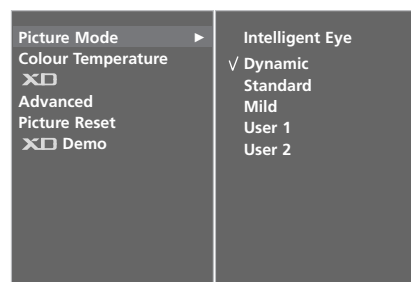 Picture Mode ►
Colour Temperature
XD
Advanced
Picture Reset
XD Demo
Intelligent Eye
√ Dynamic
Standard
Mild
User 1
User 2